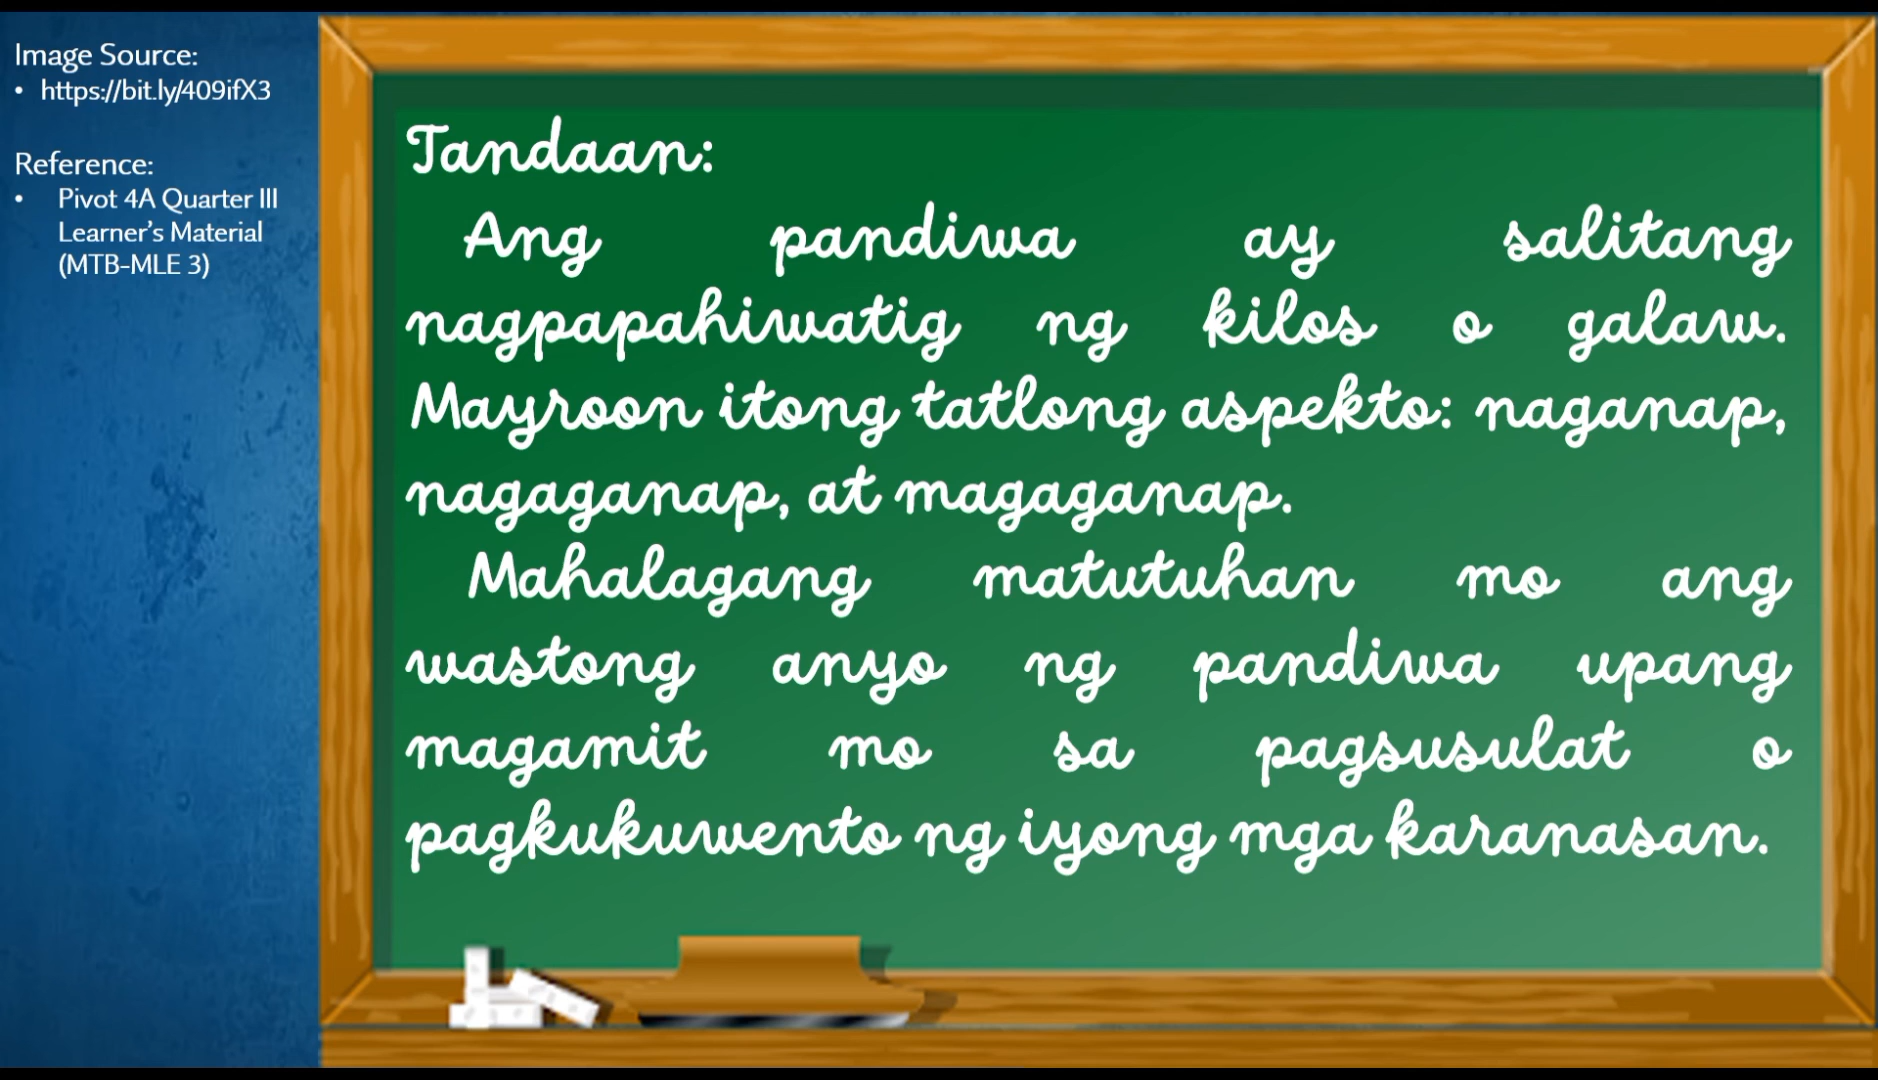 Image Source:
• https://bit.ly/409ifX3
Reference:
• Pivot 4A Quarter III
Learner's Material
(MTB-MLE 3)
Tandaan:
Ang pandiwa ay salitang
nagpapahiwatig ng kilos o galaw.
Mayroon itong tatlong aspekto: naganap,
nagaganap, at magaganap.
Mahalagang matutuhan mo ang
wastong anyo ng pandiwa upang
magamit mo sa pagsusulat o
pagkukuwento ng iyong mga karanasan.